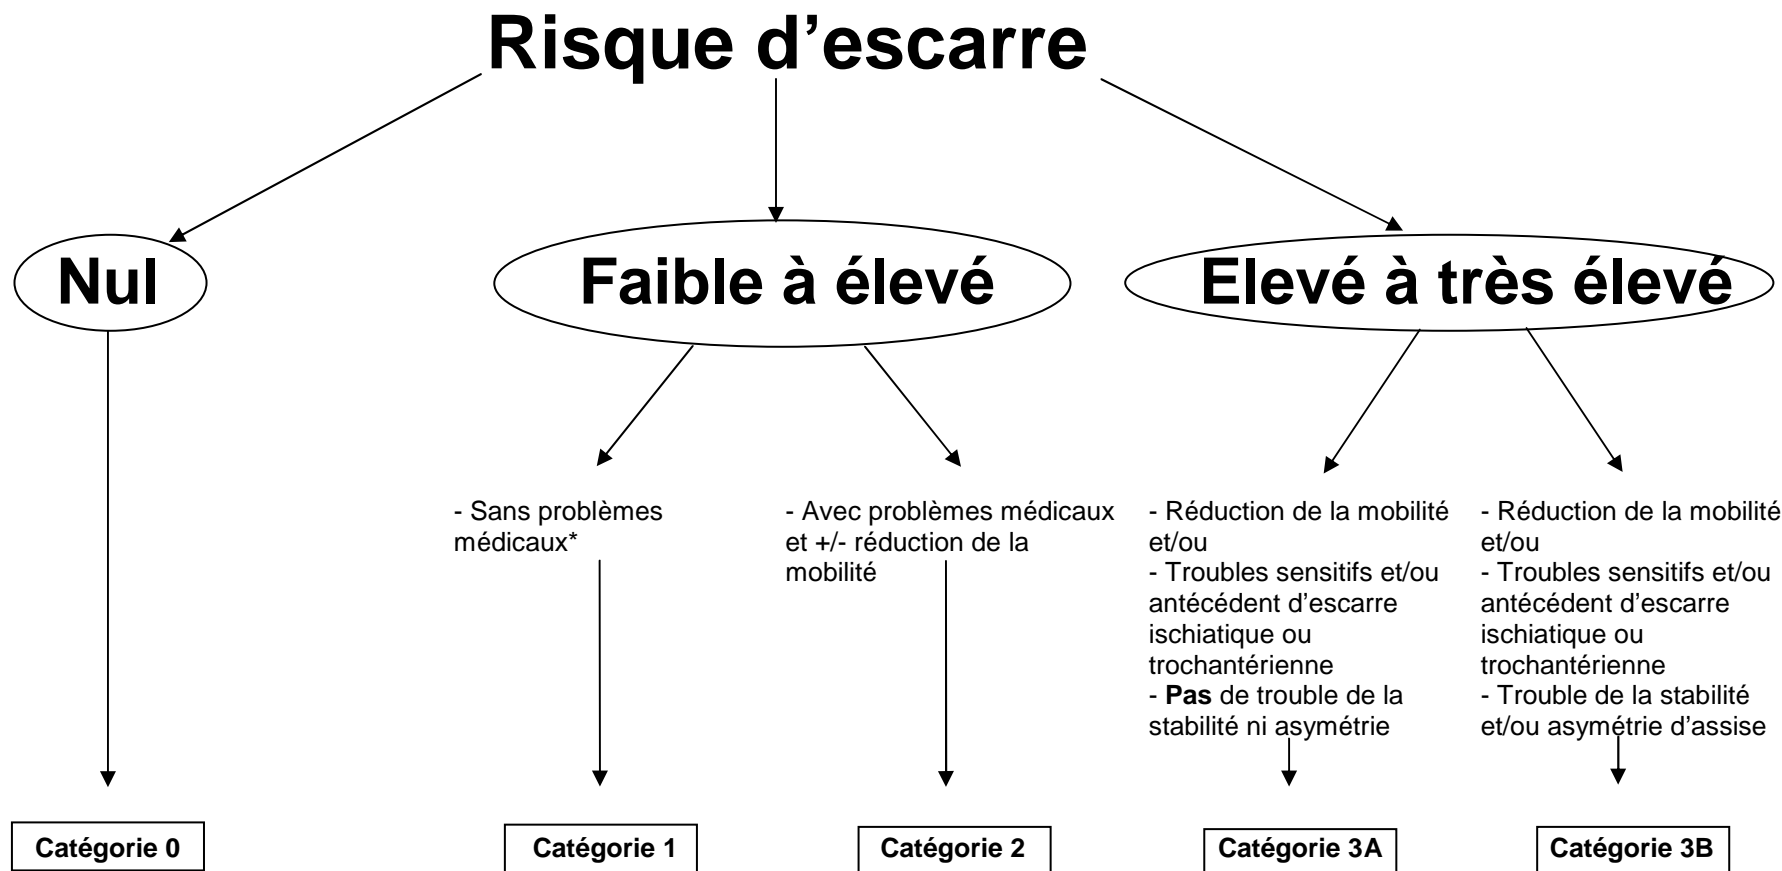 Risque d’escarre
Nul
Faible à élevé
Elevé à très élevé
- Sans problèmes
médicaux*
- Avec problèmes médicaux
et +/- réduction de la
mobilité
- Réduction de la mobilité
et/ou
- Troubles sensitifs et/ou
antécédent d’escarre
ischiatique ou
trochantérienne
- Pas de trouble de la
stabilité ni asymétrie
- Réduction de la mobilité
et/ou
- Troubles sensitifs et/ou
antécédent d’escarre
ischiatique ou
trochantérienne
- Trouble de la stabilité
et/ou asymétrie d’assise
Catégorie 0
Catégorie 1
Catégorie 2
Catégorie 3A
Catégorie 3B